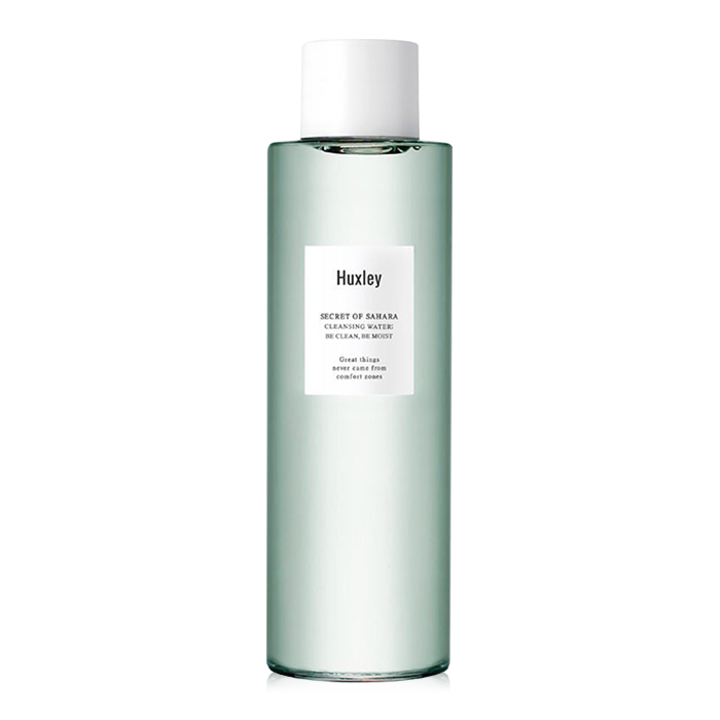 Huxley
SECRET OF SAHARA
CLEANSING WATER:
BE CLEAN, BE MOIST
Great things
never came from
comfort zones